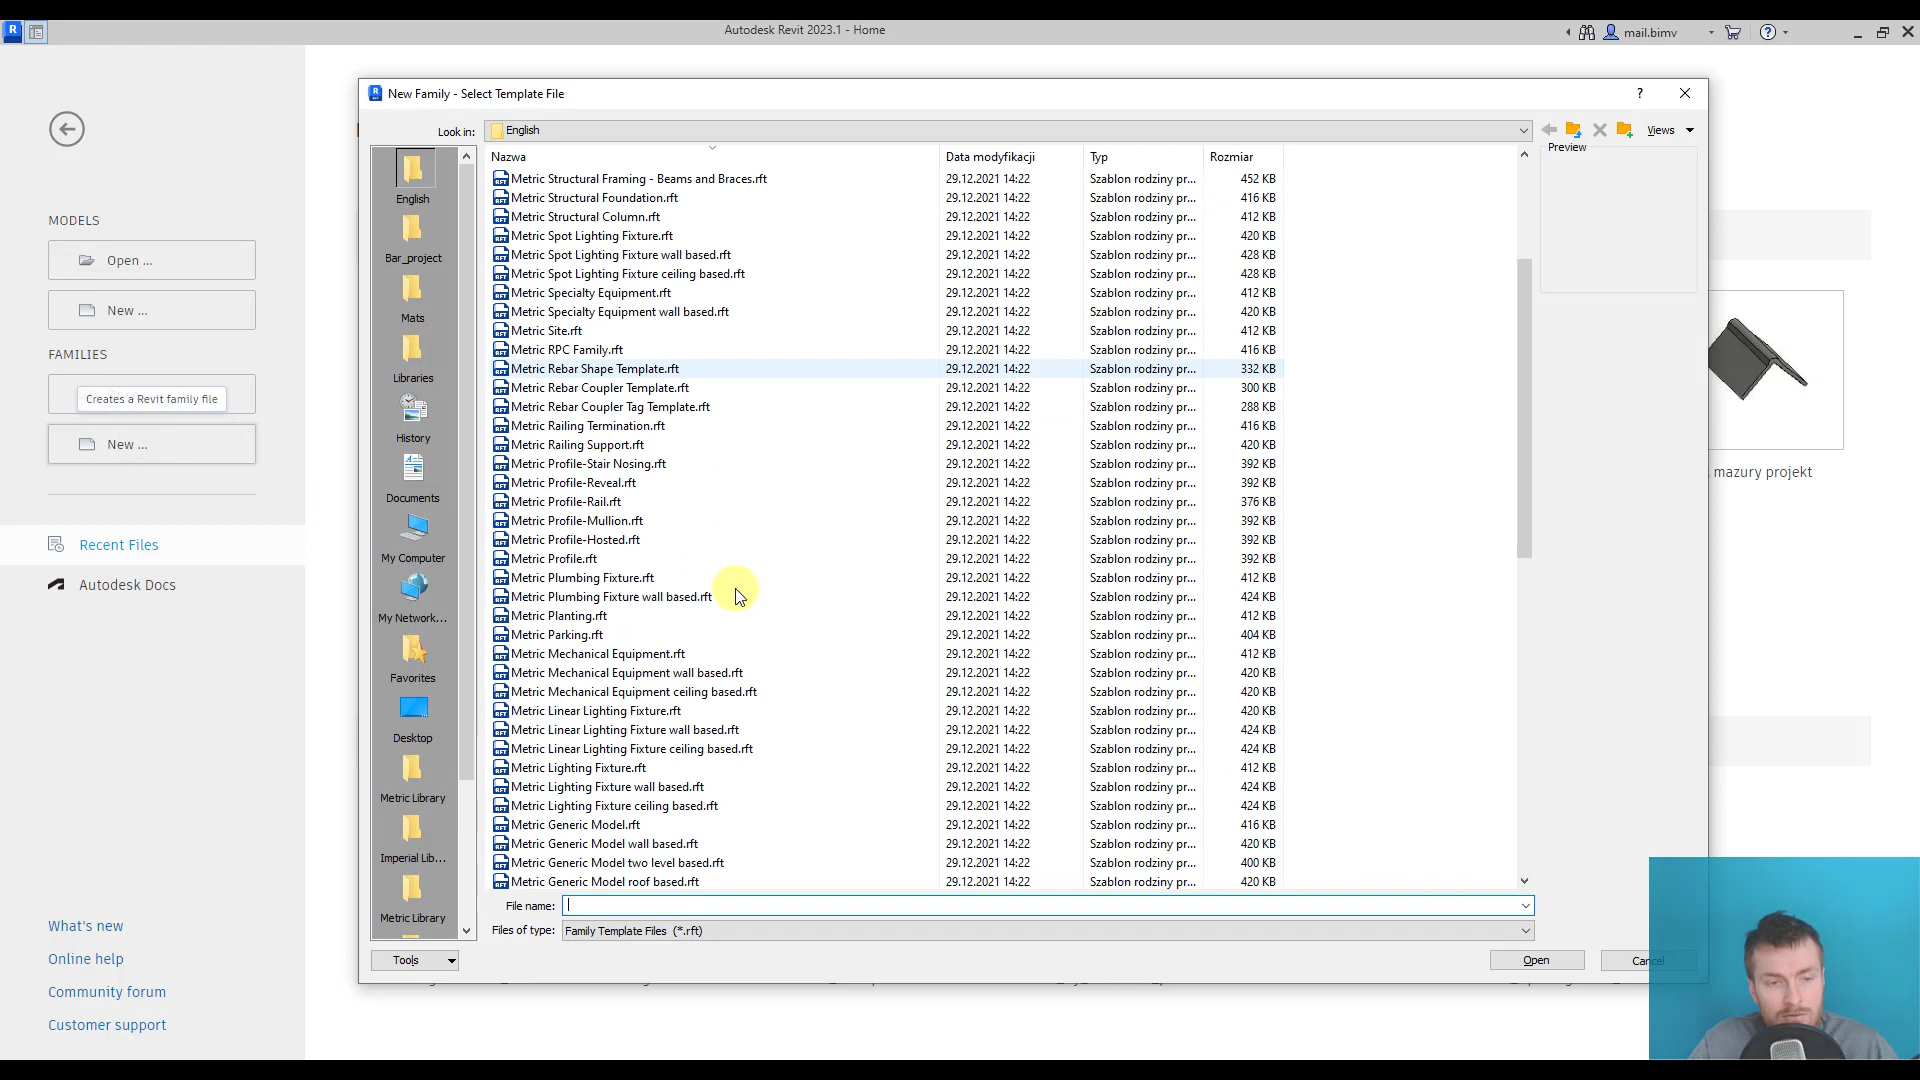 Autodesk Revit 2023.1 - Home
mail.bimv
New Family - Select Template File
Look in:
English
Views
Preview
Nazwa
Data modyfikacji
Typ
Rozmiar
Metric Structural Framing - Beams and Braces.rft 29.12.2021 14:22 Szablon rodziny pr... 452 KB
Metric Structural Foundation.rft 29.12.2021 14:22 Szablon rodziny pr... 416 KB
Metric Structural Column.rft 29.12.2021 14:22 Szablon rodziny pr... 412 KB
Metric Spot Lighting Fixture.rft 29.12.2021 14:22 Szablon rodziny pr... 420 KB
Metric Spot Lighting Fixture wall based.rft 29.12.2021 14:22 Szablon rodziny pr... 428 KB
Metric Spot Lighting Fixture ceiling based.rft 29.12.2021 14:22 Szablon rodziny pr... 428 KB
Metric Specialty Equipment.rft 29.12.2021 14:22 Szablon rodziny pr... 412 KB
Metric Specialty Equipment wall based.rft 29.12.2021 14:22 Szablon rodziny pr... 420 KB
Metric Site.rft 29.12.2021 14:22 Szablon rodziny pr... 412 KB
Metric RPC Family.rft 29.12.2021 14:22 Szablon rodziny pr... 416 KB
Metric Rebar Shape Template.rft 29.12.2021 14:22 Szablon rodziny pr... 332 KB
Metric Rebar Coupler Template.rft 29.12.2021 14:22 Szablon rodziny pr... 300 KB
Metric Rebar Coupler Tag Template.rft 29.12.2021 14:22 Szablon rodziny pr... 288 KB
Metric Railing Termination.rft 29.12.2021 14:22 Szablon rodziny pr... 416 KB
Metric Railing Support.rft 29.12.2021 14:22 Szablon rodziny pr... 420 KB
Metric Profile-Stair Nosing.rft 29.12.2021 14:22 Szablon rodziny pr... 392 KB
Metric Profile-Reveal.rft 29.12.2021 14:22 Szablon rodziny pr... 392 KB
Metric Profile-Rail.rft 29.12.2021 14:22 Szablon rodziny pr... 376 KB
Metric Profile-Mullion.rft 29.12.2021 14:22 Szablon rodziny pr... 392 KB
Metric Profile-Hosted.rft 29.12.2021 14:22 Szablon rodziny pr... 392 KB
Metric Profile.rft 29.12.2021 14:22 Szablon rodziny pr... 392 KB
Metric Plumbing Fixture.rft 29.12.2021 14:22 Szablon rodziny pr... 412 KB
Metric Plumbing Fixture wall based.rft 29.12.2021 14:22 Szablon rodziny pr... 424 KB
Metric Planting.rft 29.12.2021 14:22 Szablon rodziny pr... 412 KB
Metric Parking.rft 29.12.2021 14:22 Szablon rodziny pr... 404 KB
Metric Mechanical Equipment.rft 29.12.2021 14:22 Szablon rodziny pr... 412 KB
Metric Mechanical Equipment wall based.rft 29.12.2021 14:22 Szablon rodziny pr... 420 KB
Metric Mechanical Equipment ceiling based.rft 29.12.2021 14:22 Szablon rodziny pr... 420 KB
Metric Linear Lighting Fixture.rft 29.12.2021 14:22 Szablon rodziny pr... 420 KB
Metric Linear Lighting Fixture wall based.rft 29.12.2021 14:22 Szablon rodziny pr... 424 KB
Metric Linear Lighting Fixture ceiling based.rft 29.12.2021 14:22 Szablon rodziny pr... 424 KB
Metric Lighting Fixture.rft 29.12.2021 14:22 Szablon rodziny pr... 412 KB
Metric Lighting Fixture wall based.rft 29.12.2021 14:22 Szablon rodziny pr... 424 KB
Metric Lighting Fixture ceiling based.rft 29.12.2021 14:22 Szablon rodziny pr... 424 KB
Metric Generic Model.rft 29.12.2021 14:22 Szablon rodziny pr... 416 KB
Metric Generic Model wall based.rft 29.12.2021 14:22 Szablon rodziny pr... 420 KB
Metric Generic Model two level based.rft 29.12.2021 14:22 Szablon rodziny pr... 400 KB
Metric Generic Model roof based.rft 29.12.2021 14:22 Szablon rodziny pr... 420 KB
English
Bar_project
Mats
Libraries
History
Documents
My Computer
My Network...
Favorites
Desktop
Metric Library
Imperial Lib...
Metric Library
File name:
Files of type: Family Template Files (*.rft)
Tools
Open
Cancel
MODELS
Open ...
New ...
FAMILIES
Creates a Revit family file
New ...
Recent Files
Autodesk Docs
What's new
Online help
Community forum
Customer support
mazury projekt